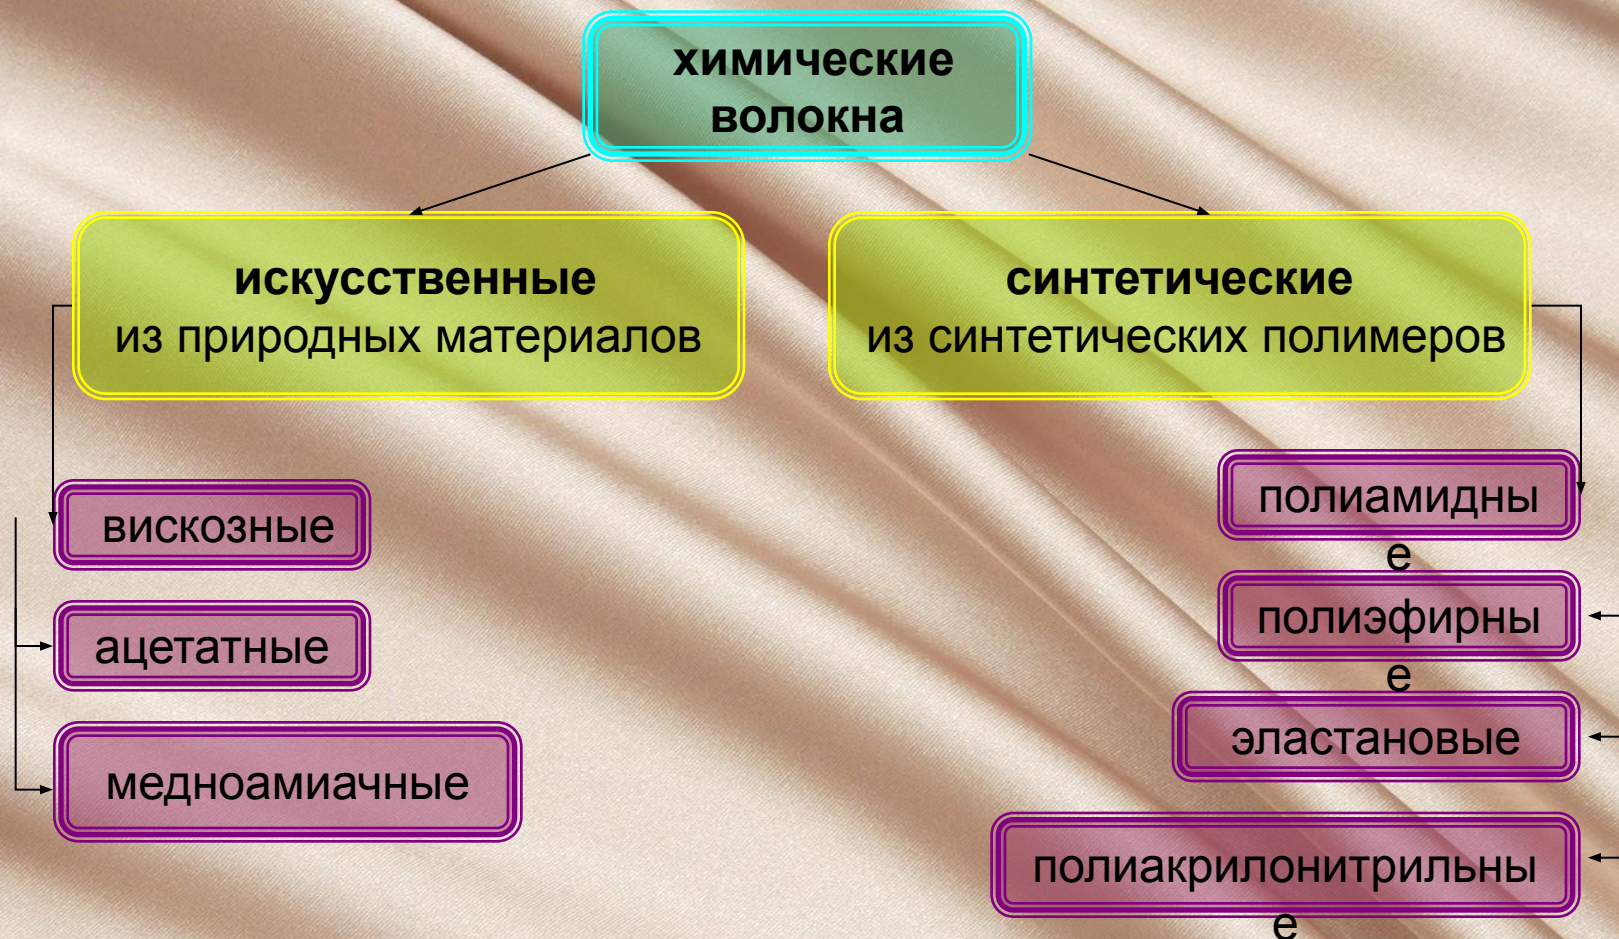 химические
волокна
искусственные
из природных материалов
синтетические
из синтетических полимеров
вискозные
ацетатные
медноамиачные
полиамидны
е
полиэфирны
е
эластановые
полиакрилонитрильны
е